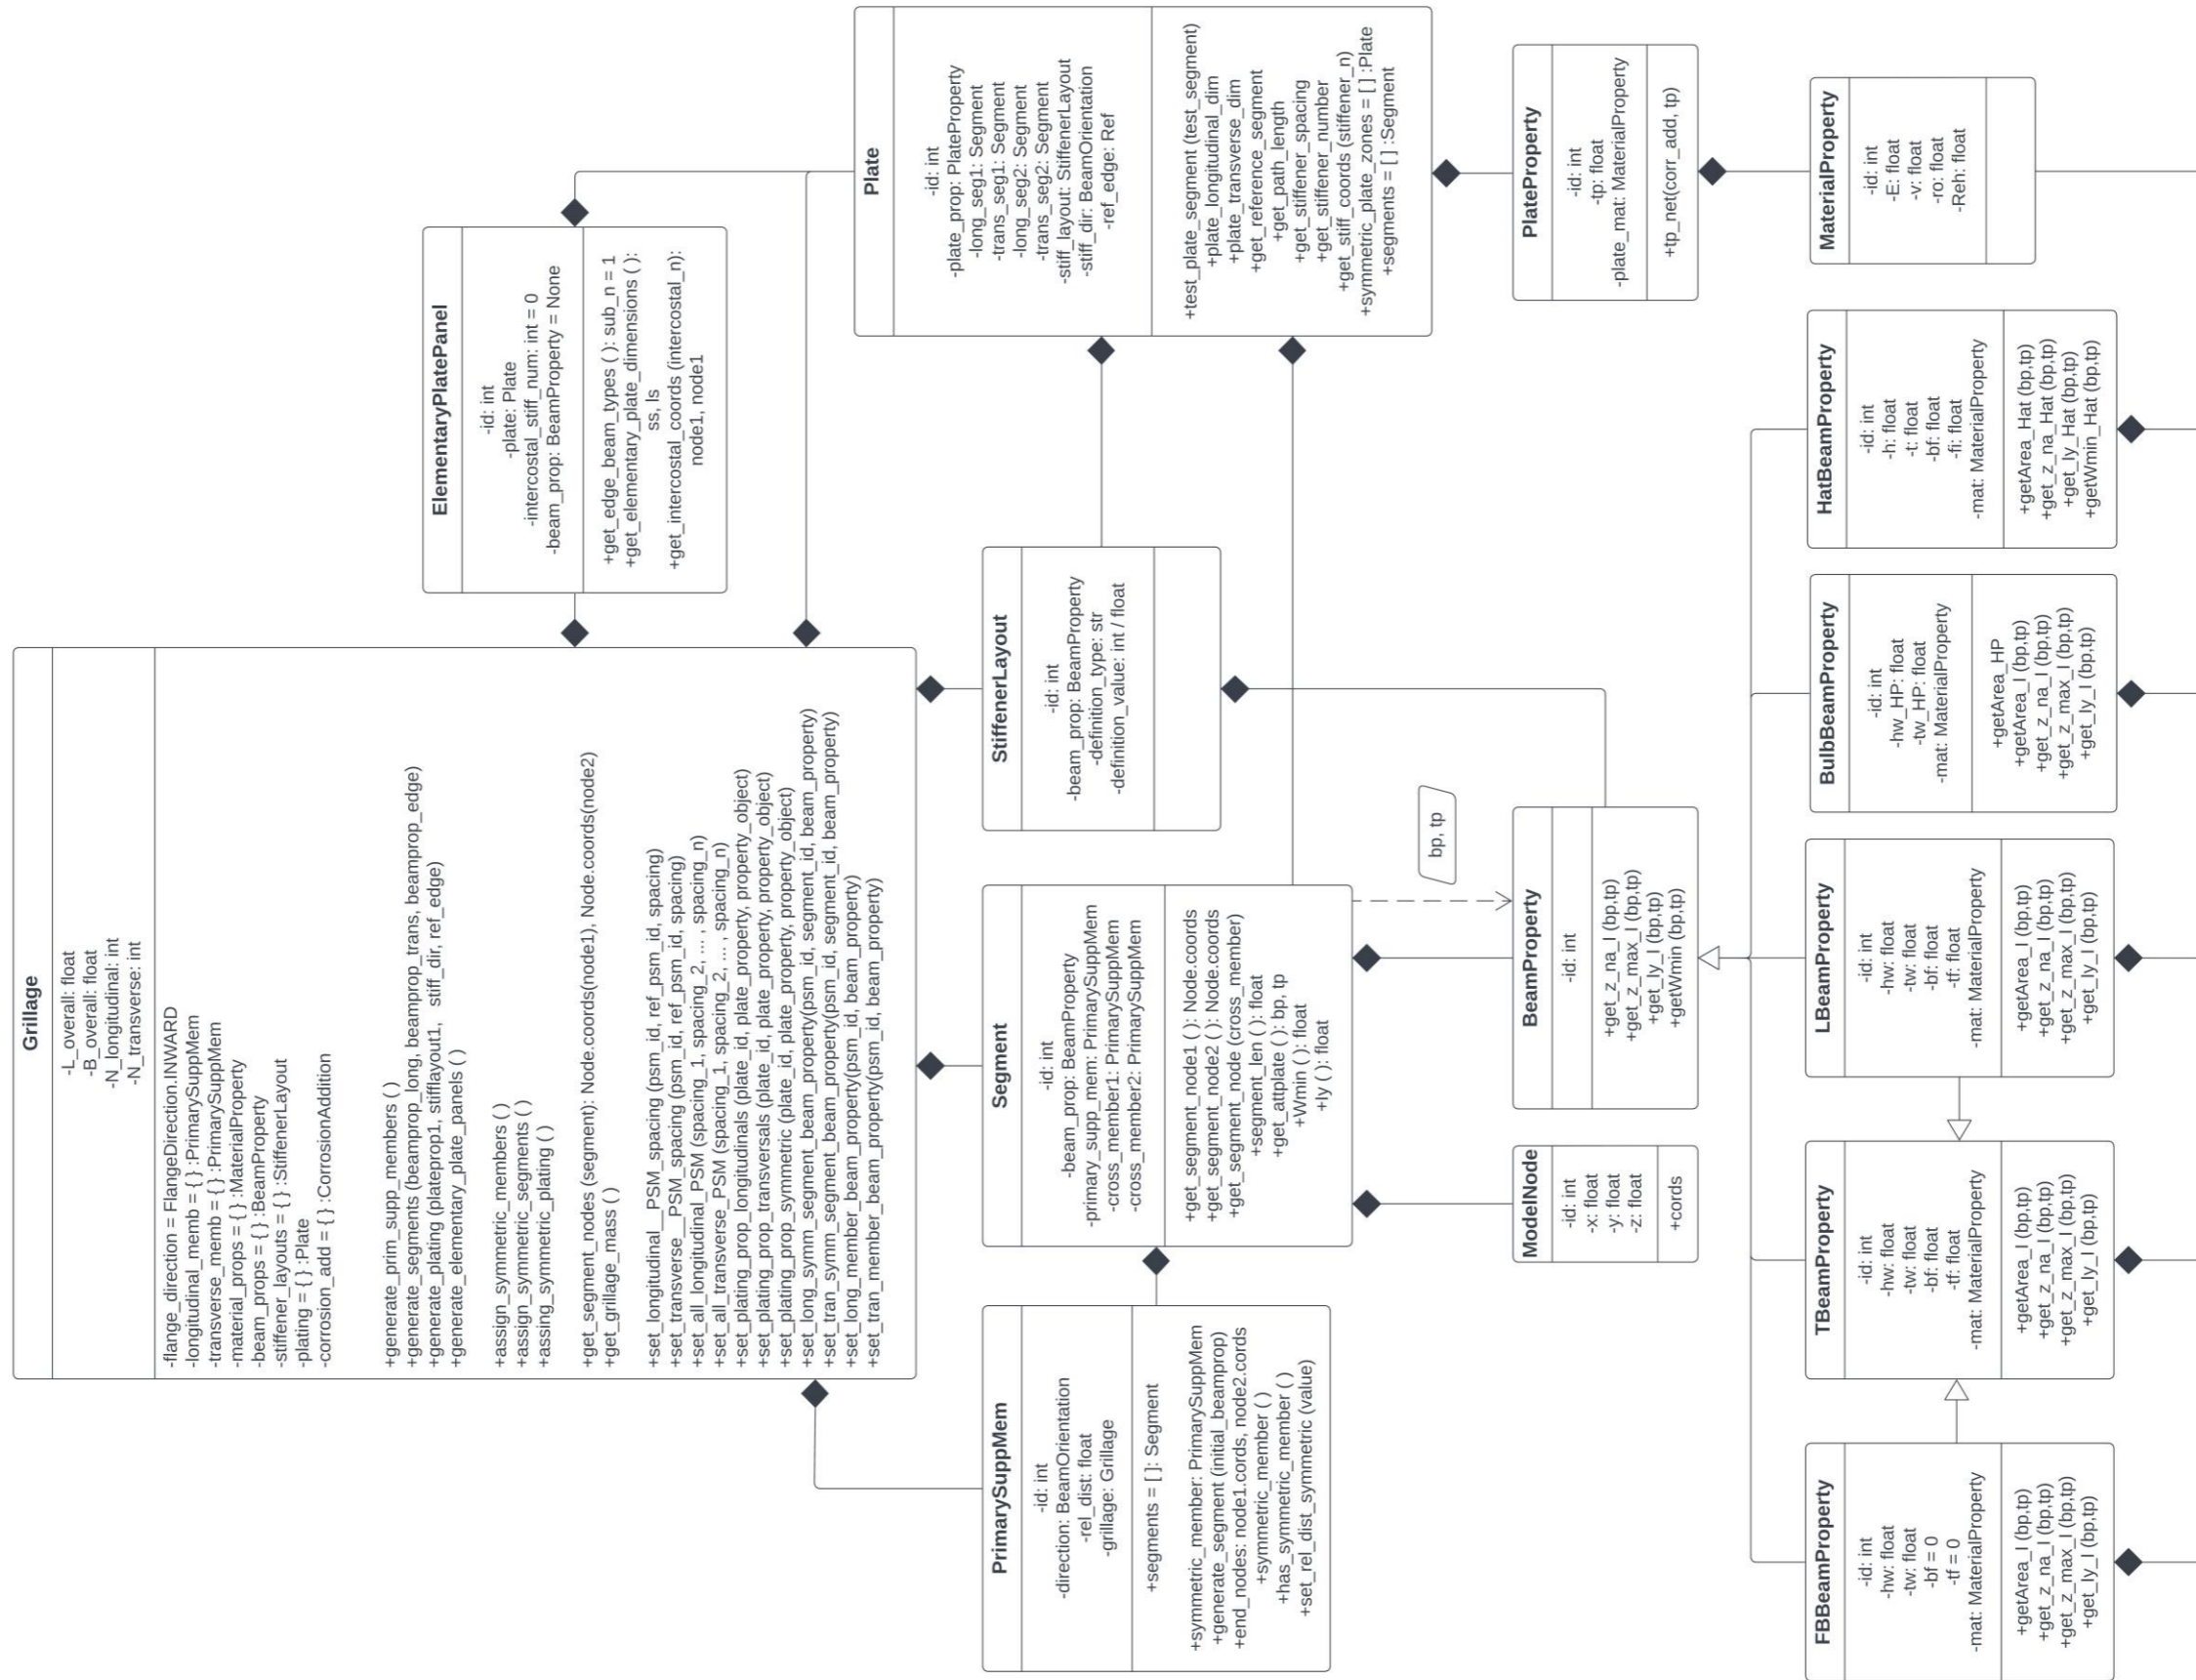 Grillage
-L_overall: float
-B_overall: float
-N_longitudinal: int
-N_transverse: int
-flange_direction = FlangeDirection.INWARD
-longitudinal_memb = { } :PrimarySuppMem
-transverse_memb = { } :PrimarySuppMem
-material_props = { } :MaterialProperty
-beam_props = { } :BeamProperty
-stiffener_layouts = { } :StiffenerLayout
-plating = { } :Plate
-corrosion_add = { } :CorrosionAddition
+generate_prim_supp_members ( )
+generate_segments (beamprop_long, beamprop_trans, beamprop_edge)
+generate_plating (plateprop1, stifflayout1, stiff_dir, ref_edge)
+generate_elementary_plate_panels ( )
+assign_symmetric_members ( )
+assign_symmetric_segments ( )
+assing_symmetric_plating ( )
+get_segment_nodes (segment): Node.coords(node1), Node.coords(node2)
+get_grillage_mass ( )
+set_longitudinal__PSM_spacing (psm_id, ref_psm_id, spacing)
+set_transverse__PSM_spacing (psm_id, ref_psm_id, spacing)
+set_all_longitudinal_PSM (spacing_1, spacing_2, ... , spacing_n)
+set_all_transverse_PSM (spacing_1, spacing_2, ... , spacing_n)
+set_plating_prop_longitudinals (plate_id, plate_property, property_object)
+set_plating_prop_transversals (plate_id, plate_property, property_object)
+set_plating_prop_symmetric (plate_id, plate_property, property_object)
+set_long_symm_segment_beam_property(psm_id, segment_id, beam_property)
+set_tran_symm_segment_beam_property(psm_id, segment_id, beam_property)
+set_long_member_beam_property(psm_id, beam_property)
+set_tran_member_beam_property(psm_id, beam_property)
ElementaryPlatePanel
-id: int
-plate: Plate
-intercostal_stiff_num: int = 0
-beam_prop: BeamProperty = None
+get_edge_beam_types ( ): sub_n = 1
+get_elementary_plate_dimensions ( ):
ss, ls
+get_intercostal_coords (intercostal_n):
node1, node1
Plate
-id: int
-plate_prop: PlateProperty
-long_seg1: Segment
-trans_seg1: Segment
-long_seg2: Segment
-trans_seg2: Segment
-stiff_layout: StiffenerLayout
-stiff_dir: BeamOrientation
-ref_edge: Ref
+test_plate_segment (test_segment)
+plate_longitudinal_dim
+plate_transverse_dim
+get_reference_segment
+get_path_length
+get_stiffener_spacing
+get_stiffener_number
+get_stiff_coords (stiffener_n)
+symmetric_plate_zones = [ ] :Plate
+segments = [ ] :Segment
PrimarySuppMem
-id: int
-direction: BeamOrientation
-rel_dist: float
-grillage: Grillage
+segments = [ ]: Segment
+symmetric_member: PrimarySuppMem
+generate_segment (initial_beamprop)
+end_nodes: node1.cords, node2.cords
+symmetric_member ( )
+has_symmetric_member ( )
+set_rel_dist_symmetric (value)
Segment
-id: int
-beam_prop: BeamProperty
-primary_supp_mem: PrimarySuppMem
-cross_member1: PrimarySuppMem
-cross_member2: PrimarySuppMem
+get_segment_node1 ( ): Node.coords
+get_segment_node2 ( ): Node.coords
+get_segment_node (cross_member)
+segment_len ( ): float
+get_attplate ( ): bp, tp
+Wmin ( ): float
+Iy ( ): float
StiffenerLayout
-id: int
-beam_prop: BeamProperty
-definition_type: str
-definition_value: int / float
bp, tp
ModelNode
-id: int
-x: float
-y: float
-z: float
+cords
BeamProperty
-id: int
+get_z_na_I (bp,tp)
+get_z_max_I (bp,tp)
+get_Iy_I (bp,tp)
+getWmin (bp,tp)
PlateProperty
-id: int
-tp: float
-plate_mat: MaterialProperty
+tp_net(corr_add, tp)
FBBeamProperty
-id: int
-hw: float
-tw: float
-bf = 0
-tf = 0
-mat: MaterialProperty
+getArea_I (bp,tp)
+get_z_na_I (bp,tp)
+get_z_max_I (bp,tp)
+get_Iy_I (bp,tp)
TBeamProperty
-id: int
-hw: float
-tw: float
-bf: float
-tf: float
-mat: MaterialProperty
+getArea_I (bp,tp)
+get_z_na_I (bp,tp)
+get_z_max_I (bp,tp)
+get_Iy_I (bp,tp)
LBeamProperty
-id: int
-hw: float
-tw: float
-bf: float
-tf: float
-mat: MaterialProperty
+getArea_I (bp,tp)
+get_z_na_I (bp,tp)
+get_z_max_I (bp,tp)
+get_Iy_I (bp,tp)
BulbBeamProperty
-id: int
-hw_HP: float
-tw_HP: float
-mat: MaterialProperty
+getArea_HP
+getArea_I (bp,tp)
+get_z_na_I (bp,tp)
+get_z_max_I (bp,tp)
+get_Iy_I (bp,tp)
HatBeamProperty
-id: int
-h: float
-t: float
-bf: float
-fi: float
-mat: MaterialProperty
+getArea_Hat (bp,tp)
+get_z_na_Hat (bp,tp)
+get_Iy_Hat (bp,tp)
+getWmin_Hat (bp,tp)
MaterialProperty
-id: int
-E: float
-v: float
-ro: float
-Reh: float